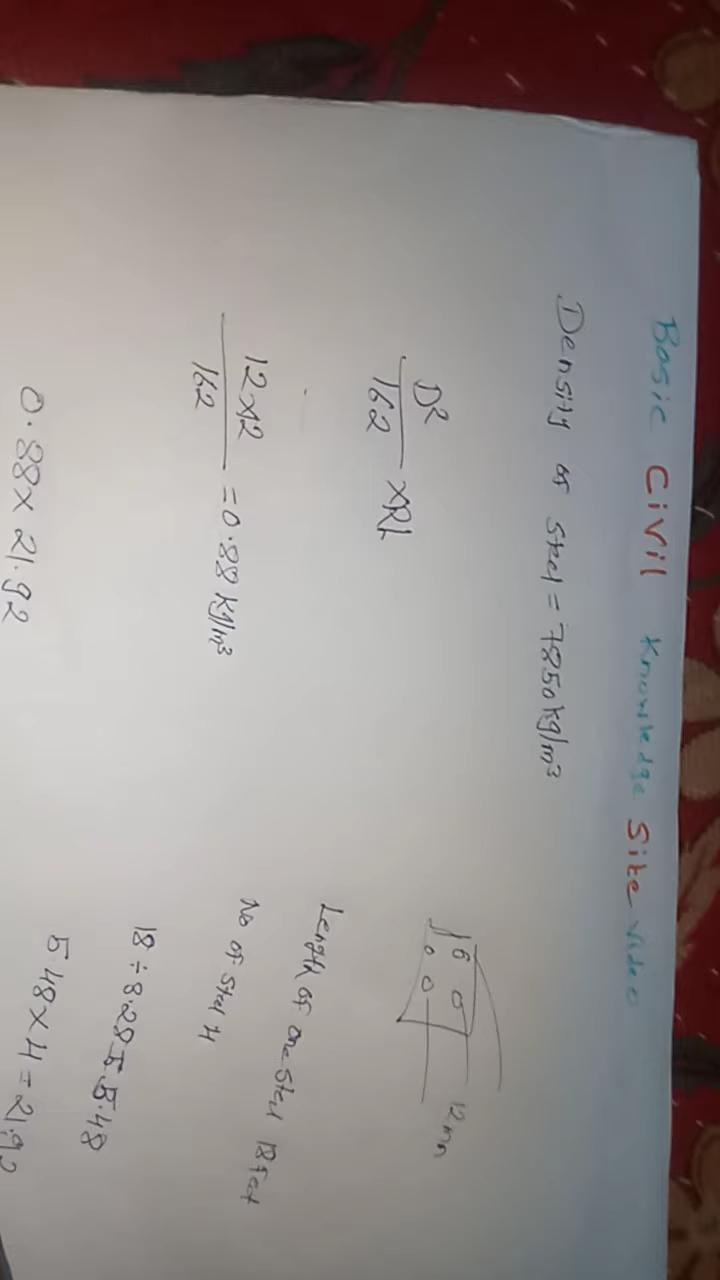 Basic Civil Knowledge Site Video
Density of Steel = 7850 kg/m³
D²
162 × RL
12 × 2
162 = 0.88 kg/m³
0.88 × 21.92
12mm
Length of one Steel 18 Feet
No of Steel 4
18 ÷ 3.28 = 5.48
5.48 × 4 = 21.92